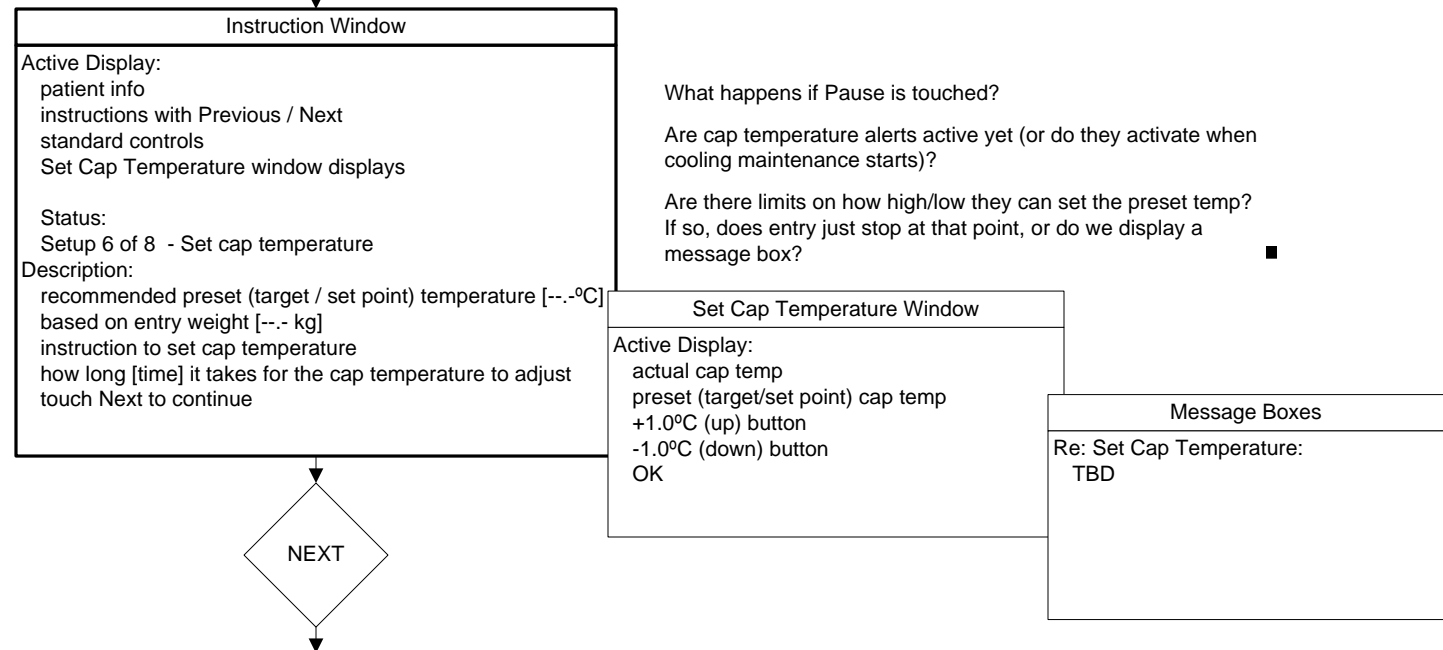 Instruction Window
Active Display:
patient info
instructions with Previous / Next
standard controls
Set Cap Temperature window displays
Status:
Setup 6 of 8  - Set cap temperature
Description:
recommended preset (target / set point) temperature [--.-ºC]
based on entry weight [--.- kg]
instruction to set cap temperature
how long [time] it takes for the cap temperature to adjust
touch Next to continue
NEXT
What happens if Pause is touched?
Are cap temperature alerts active yet (or do they activate when
cooling maintenance starts)?
Are there limits on how high/low they can set the preset temp?
If so, does entry just stop at that point, or do we display a
message box?
Set Cap Temperature Window
Active Display:
actual cap temp
preset (target/set point) cap temp
+1.0ºC (up) button
-1.0ºC (down) button
OK
Message Boxes
Re: Set Cap Temperature:
TBD